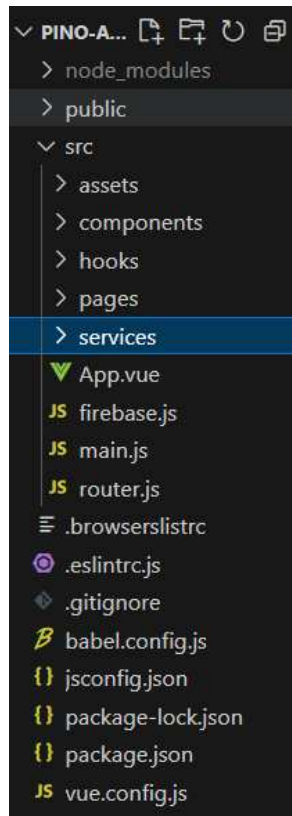 PINO-A...
node_modules
public
src
assets
components
hooks
pages
services
App.vue
JS firebase.js
JS main.js
JS router.js
.browserslistrc
.eslintrc.js
.gitignore
babel.config.js
{} jsconfig.json
{} package-lock.json
{} package.json
JS vue.config.js